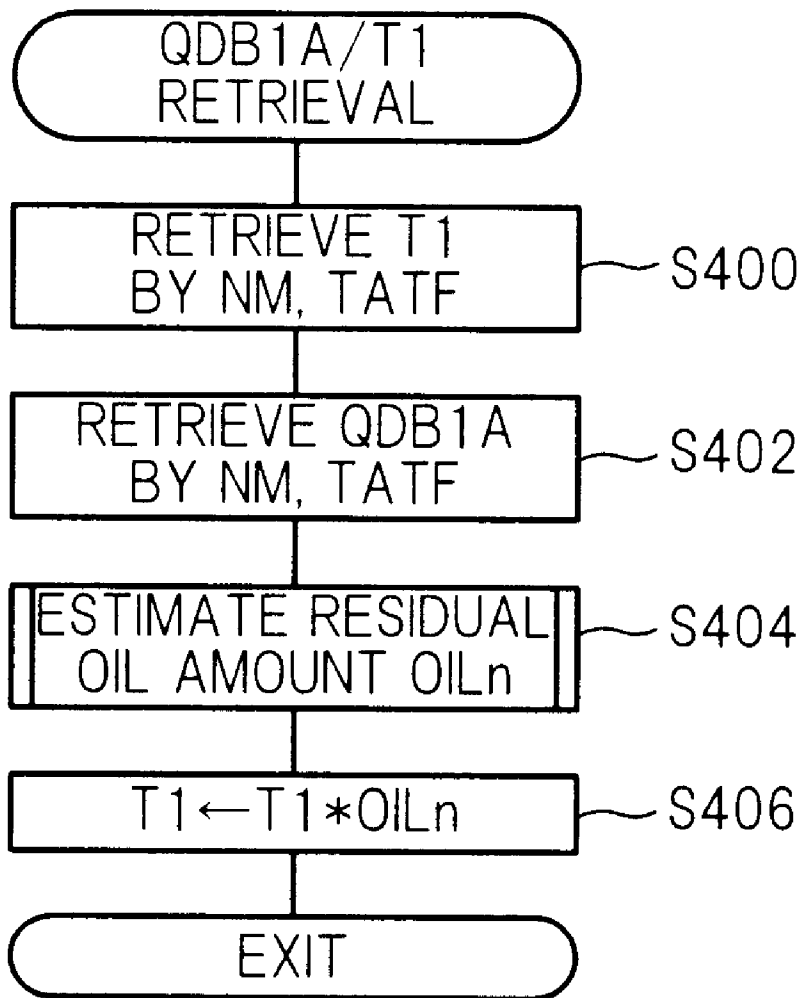 QDB1A/T1
RETRIEVAL
RETRIEVE T1
BY NM, TATF
S400
RETRIEVE QDB1A
BY NM, TATF
S402
ESTIMATE RESIDUAL
OIL AMOUNT OILn
S404
T1←T1*OILn
S406
EXIT